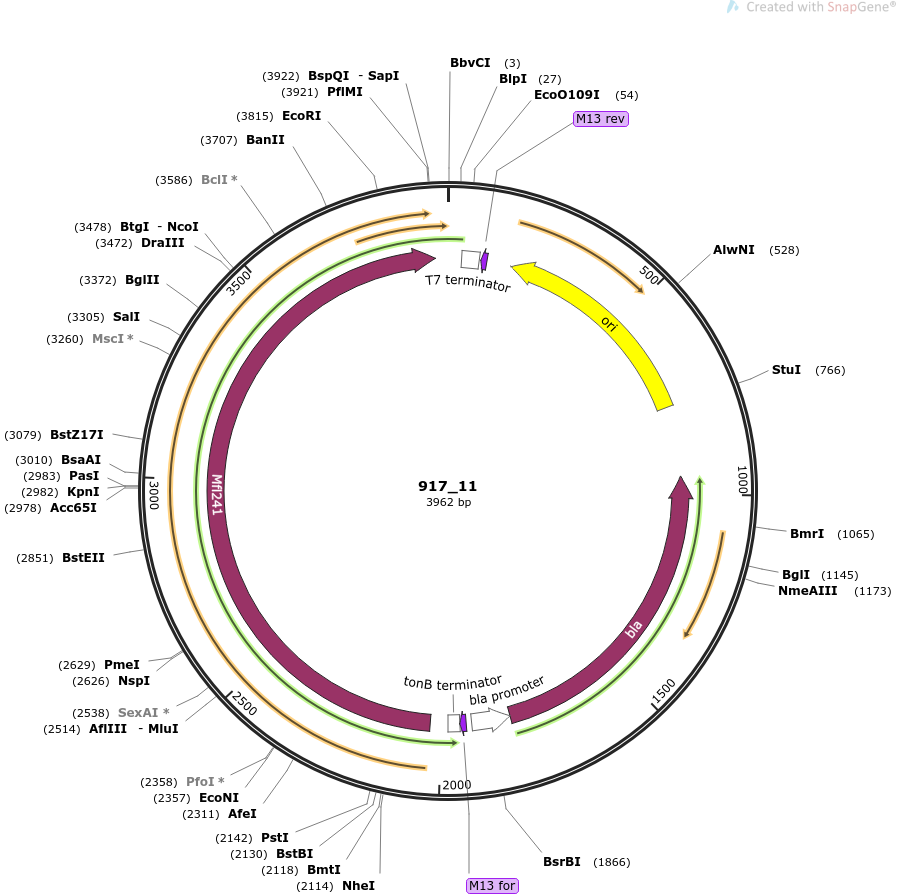 Created with SnapGene®
BbvCI (3)
BlpI (27)
EcoO109I (54)
M13 rev
(3922) BspQI - SapI
(3921) PflMI
(3815) EcoRI
(3707) BanII
(3586) BclI *
(3478) BtgI - NcoI
(3472) DraIII
(3372) BglII
(3305) SalI
(3260) MscI *
(3079) BstZ17I
(3010) BsaAI
(2983) PasI
(2982) KpnI
(2978) Acc65I
(2851) BstEII
(2629) PmeI
(2626) NspI
(2538) SexAI *
(2514) AflIII - MluI
(2358) PfoI *
(2357) EcoNI
(2311) AfeI
(2142) PstI
(2130) BstBI
(2118) BmtI
(2114) NheI
M13 for
BsrBI (1866)
NmeAIII (1173)
BglI (1145)
BmrI (1065)
StuI (766)
AlwNI (528)
500
1000
1500
2000
2500
3000
3500
T7 terminator
ori
Mfl241
917_11
3962 bp
bla
tonB terminator
bla promoter